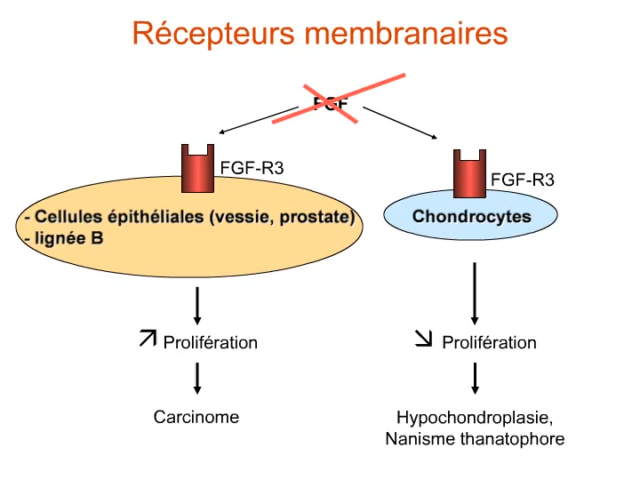 Récepteurs membranaires
FGF
FGF-R3
FGF-R3
- Cellules épithéliales (vessie, prostate)
- lignée B
Chondrocytes
Prolifération
Prolifération
Carcinome
Hypochondroplasie,
Nanisme thanatophore